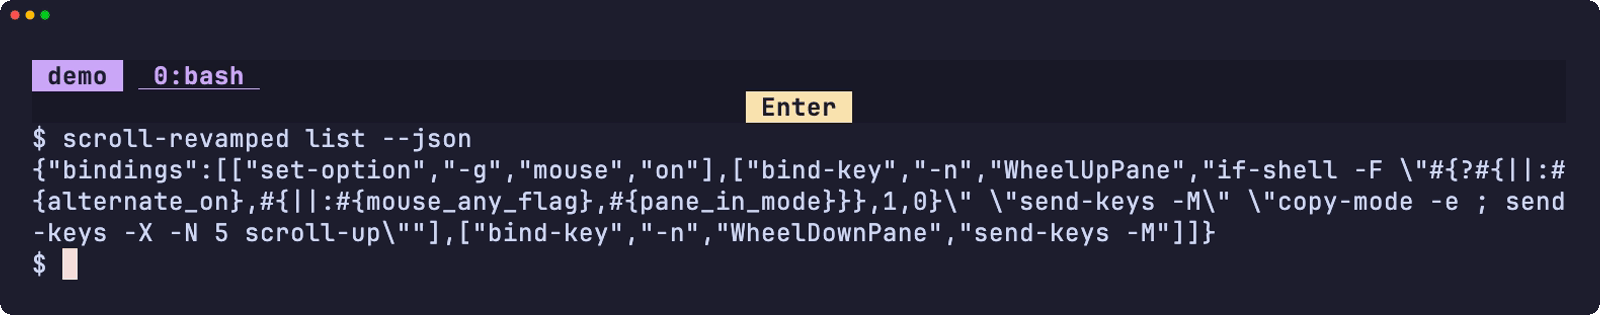 demo 0:bash
Enter
$ scroll-revamped list --json
{"bindings":[["set-option","-g","mouse","on"],["bind-key","-n","WheelUpPane","if-shell -F \"#{?#{||:#
{alternate_on},#{||:#{mouse_any_flag},#{pane_in_mode}}},1,0}\" \"send-keys -M\" \"copy-mode -e ; send
-keys -X -N 5 scroll-up\""],["bind-key","-n","WheelDownPane","send-keys -M"]]}
$